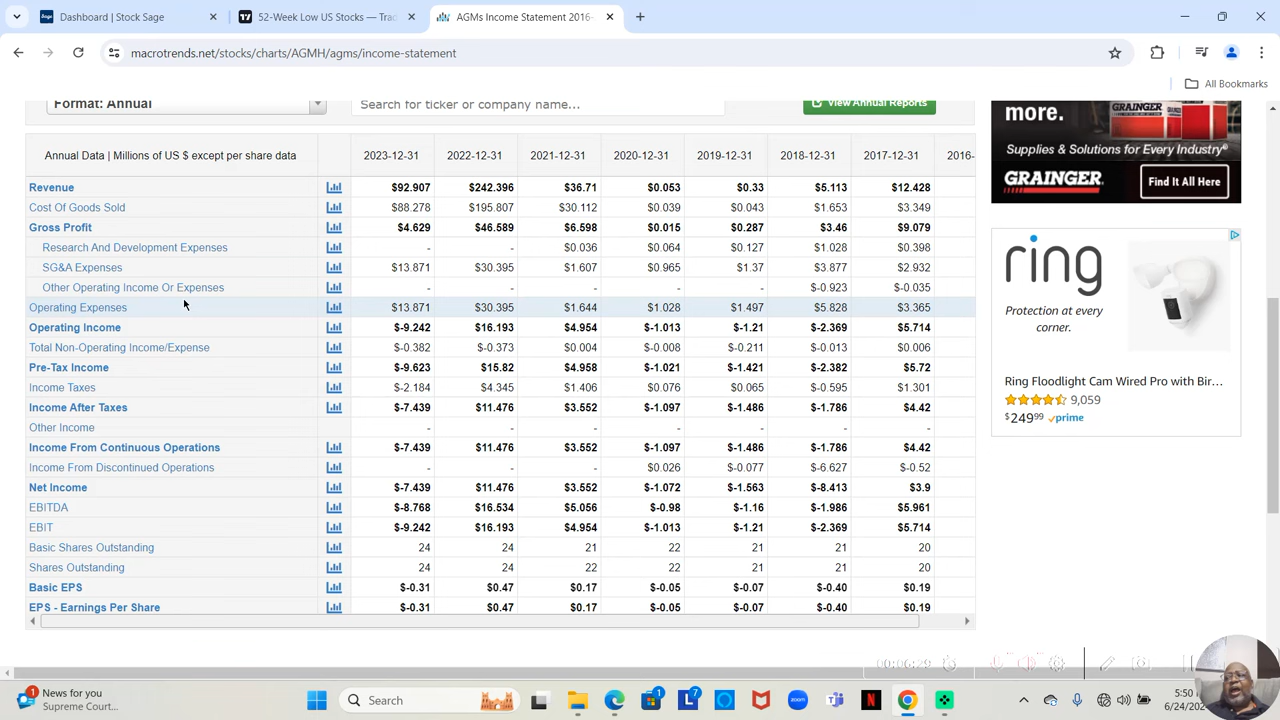 Dashboard | Stock Sage
52-Week Low US Stocks — Trad
AGMs Income Statement 2016-
macrotrends.net/stocks/charts/AGMH/agms/income-statement
All Bookmarks
Format: Annual
Search for ticker or company name...
View Annual Reports
Annual Data | Millions of US $ except per share data 2023-12-31 2022-12-31 2021-12-31 2020-12-31 2019-12-31 2018-12-31 2017-12-31 2016-
Revenue $92.907 $242.396 $36.71 $0.053 $0.33 $5.113 $12.428
Cost Of Goods Sold $88.278 $195.807 $30.112 $0.039 $0.043 $1.653 $3.349
Gross Profit $4.629 $46.589 $6.598 $0.015 $0.287 $3.46 $9.079
Research And Development Expenses - - $0.036 $0.064 $0.127 $1.028 $0.398
SG&A Expenses $13.871 $30.395 $1.607 $0.965 $1.37 $3.877 $2.932
Other Operating Income Or Expenses - - - - - $-0.923 $-0.035
Operating Expenses $13.871 $30.395 $1.644 $1.028 $1.497 $5.828 $3.365
Operating Income $-9.242 $16.193 $4.954 $-1.013 $-1.21 $-2.369 $5.714
Total Non-Operating Income/Expense $-0.382 $-0.373 $0.004 $-0.008 $-0.211 $-0.013 $0.006
Pre-Tax Income $-9.623 $15.82 $4.958 $-1.021 $-1.421 $-2.382 $5.72
Income Taxes $-2.184 $4.345 $1.406 $0.076 $0.065 $-0.595 $1.301
Income After Taxes $-7.439 $11.476 $3.552 $-1.097 $-1.486 $-1.786 $4.42
Other Income - - - - - - -
Income From Continuous Operations $-7.439 $11.476 $3.552 $-1.097 $-1.486 $-1.786 $4.42
Income From Discontinued Operations - - - $0.026 $-0.077 $-6.627 $-0.52
Net Income $-7.439 $11.476 $3.552 $-1.072 $-1.563 $-8.413 $3.9
EBITDA $-8.768 $16.534 $5.056 $-0.98 $-1.16 $-1.986 $5.961
EBIT $-9.242 $16.193 $4.954 $-1.013 $-1.21 $-2.369 $5.714
Basic Shares Outstanding 24 24 21 22 21 21 20
Shares Outstanding 24 24 22 22 21 21 20
Basic EPS $-0.31 $0.47 $0.17 $-0.05 $-0.07 $-0.40 $0.19
EPS - Earnings Per Share $-0.31 $0.47 $0.17 $-0.05 $-0.07 $-0.40 $0.19
more.
GRAINGER
Supplies & Solutions for Every Industry®
GRAINGER
Find It All Here
ring
Protection at every
corner.
Ring Floodlight Cam Wired Pro with Bir...
9,059
$249 99 prime
00:06:29
1
News for you
Supreme Court...
Search
1
7
zoom
5:50
6/24/20